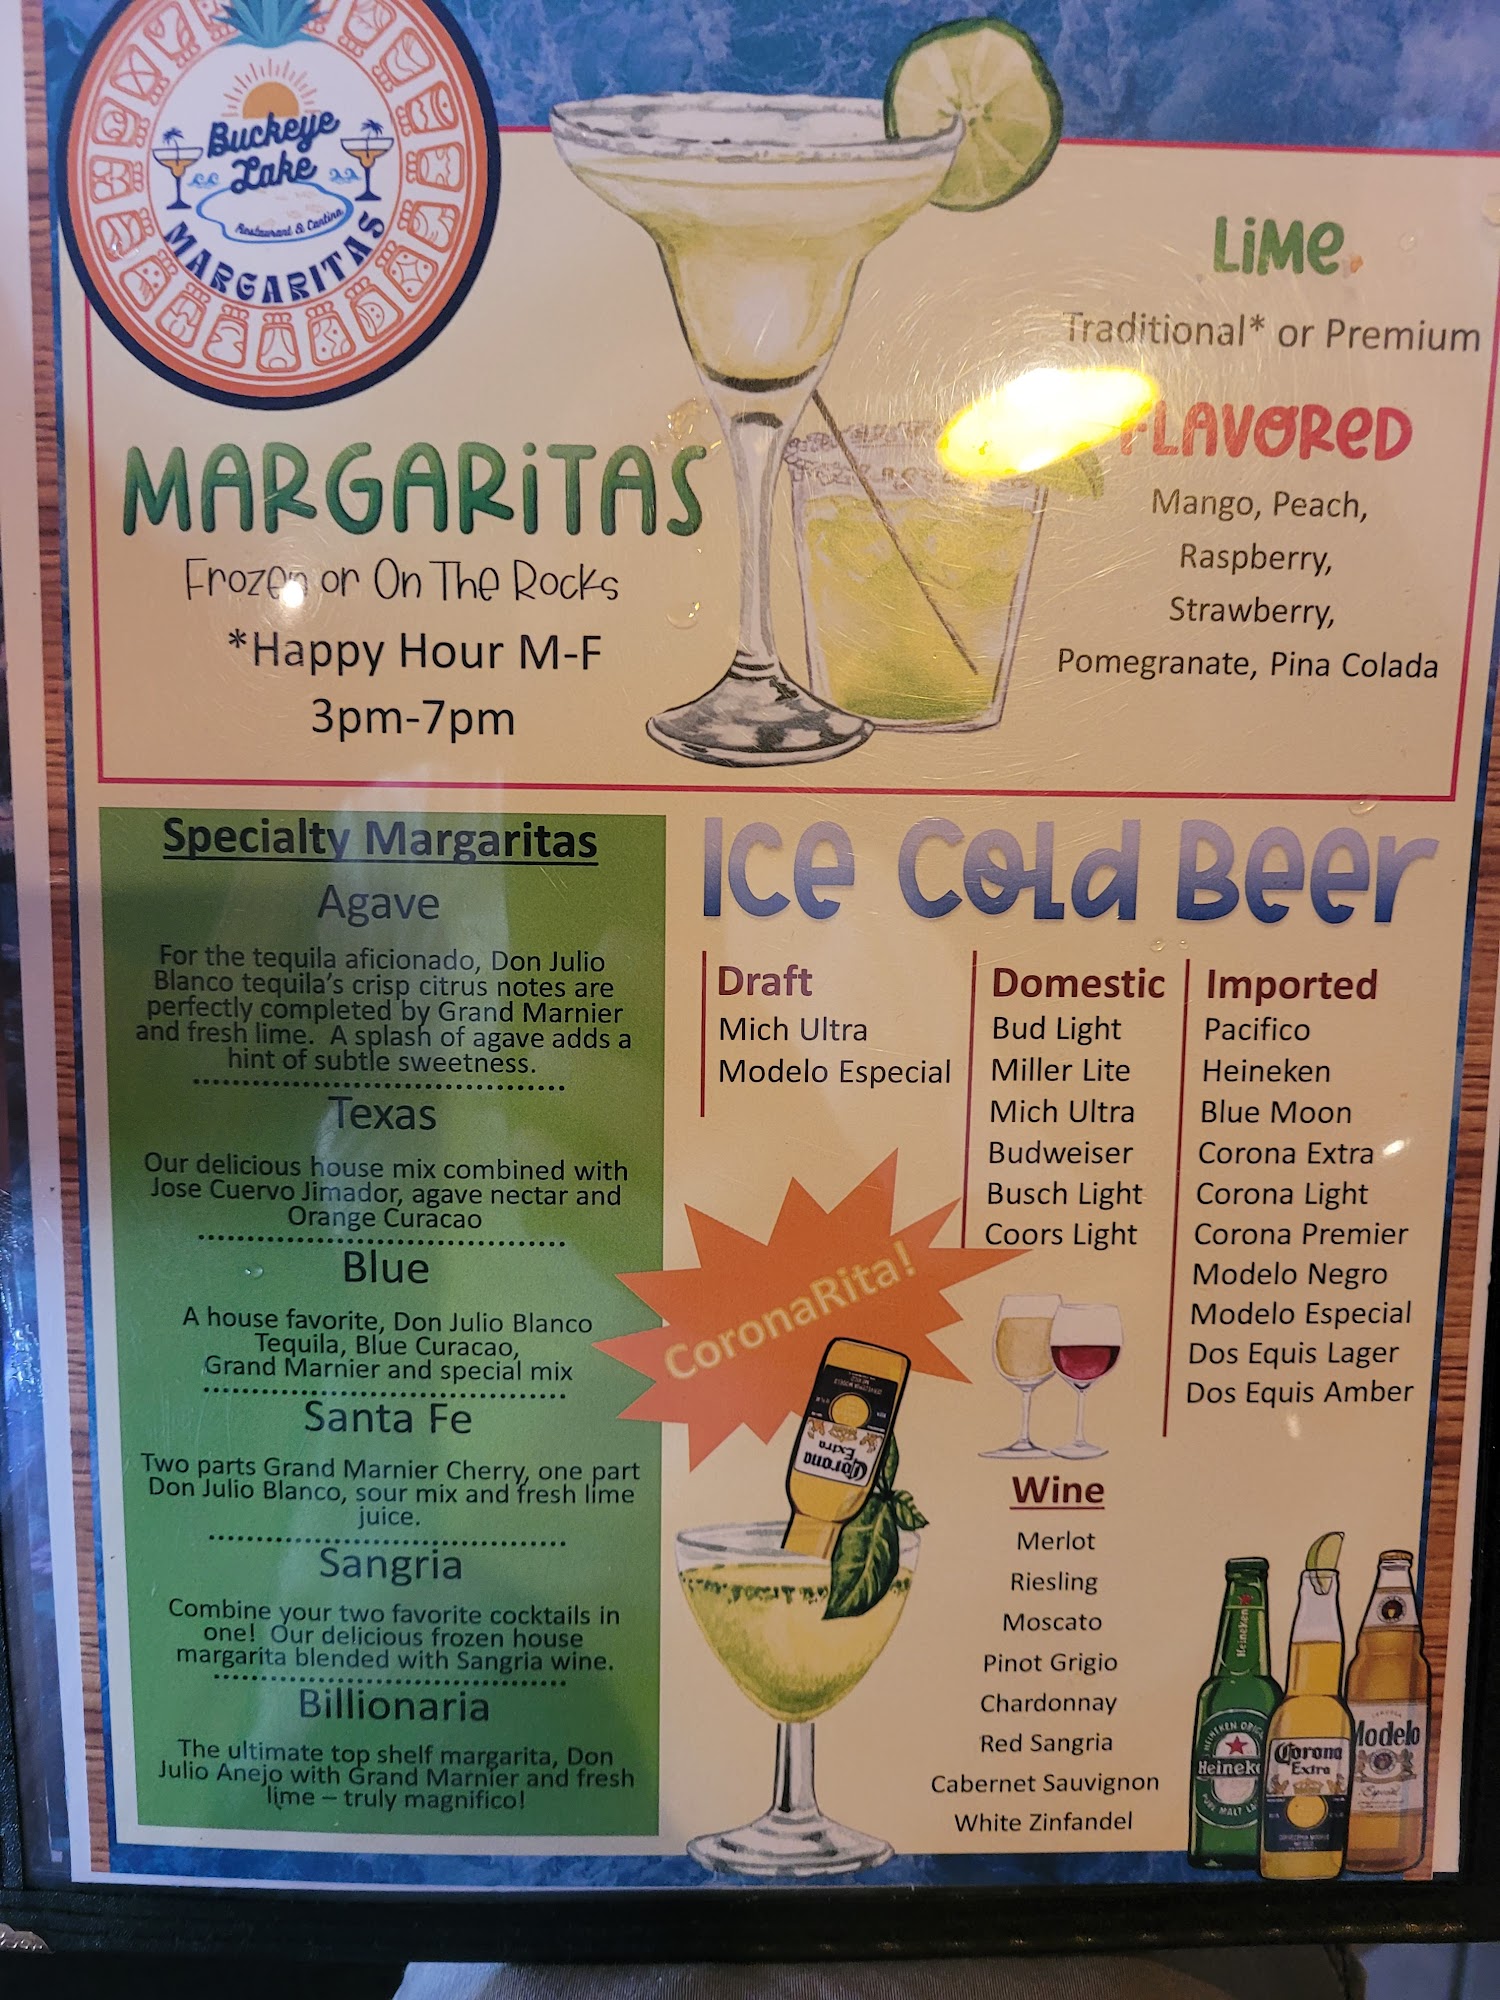 Buckeye
Lake
Restaurant & Cantina
MARGARITAS
MARGARiTAS
Frozen or On The Rocks
*Happy Hour M-F
3pm-7pm
LiMe
Traditional* or Premium
FLAVORED
Mango, Peach,
Raspberry,
Strawberry,
Pomegranate, Pina Colada
Specialty Margaritas
Agave
For the tequila aficionado, Don Julio
Blanco tequila's crisp citrus notes are
perfectly completed by Grand Marnier
and fresh lime. A splash of agave adds a
hint of subtle sweetness.
Texas
Our delicious house mix combined with
Jose Cuervo Jimador, agave nectar and
Orange Curacao
Blue
A house favorite, Don Julio Blanco
Tequila, Blue Curacao,
Grand Marnier and special mix
Santa Fe
Two parts Grand Marnier Cherry, one part
Don Julio Blanco, sour mix and fresh lime
juice.
Sangria
Combine your two favorite cocktails in
one! Our delicious frozen house
margarita blended with Sangria wine.
Billionaria
The ultimate top shelf margarita, Don
Julio Anejo with Grand Marnier and fresh
lime – truly magnifico!
Ice Cold Beer
Draft
Mich Ultra
Modelo Especial
Domestic
Bud Light
Miller Lite
Mich Ultra
Budweiser
Busch Light
Coors Light
Imported
Pacifico
Heineken
Blue Moon
Corona Extra
Corona Light
Corona Premier
Modelo Negro
Modelo Especial
Dos Equis Lager
Dos Equis Amber
CoronaRita!
Corona
Extra
Wine
Merlot
Riesling
Moscato
Pinot Grigio
Chardonnay
Red Sangria
Cabernet Sauvignon
White Zinfandel
Heineken
Heineke
Corona
Extra
Modelo
Especial